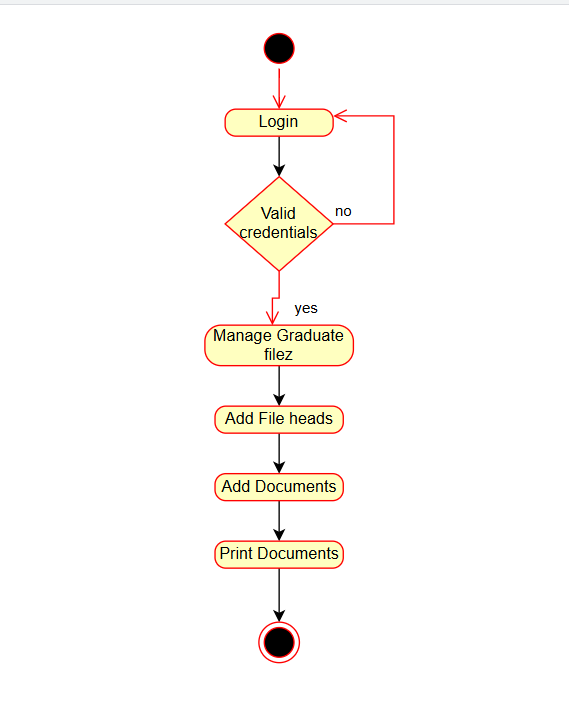 Login
Valid
credentials
no
yes
Manage Graduate
filez
Add File heads
Add Documents
Print Documents